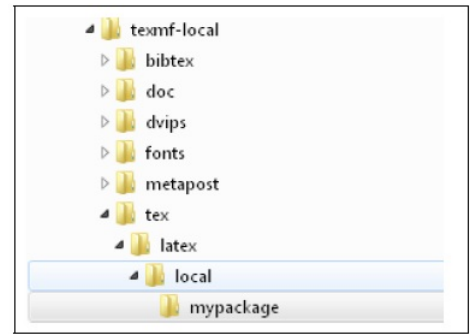 texmf-local
bibtex
doc
dvips
fonts
metapost
tex
latex
local
mypackage